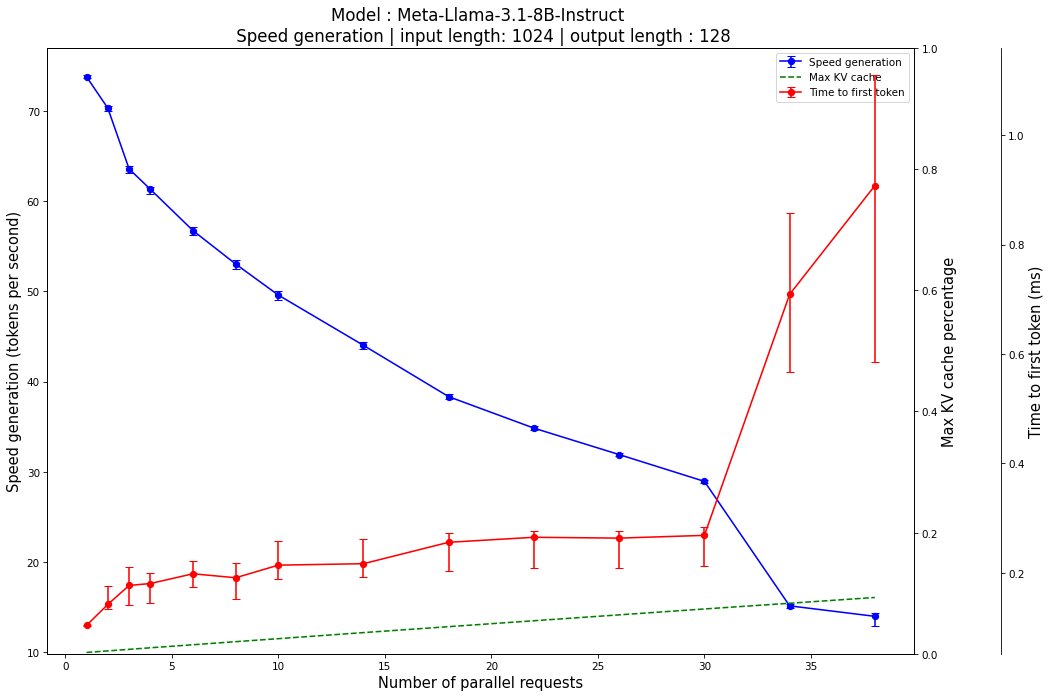 Model : Meta-Llama-3.1-8B-Instruct
Speed generation | input length: 1024 | output length : 128
Speed generation
Max KV cache
Time to first token
Speed generation (tokens per second)
70
60
50
40
30
20
10
1.0
0.8
0.6
0.4
0.2
0.0
Max KV cache percentage
1.0
0.8
0.6
0.4
0.2
Time to first token (ms)
0 5 10 15 20 25 30 35
Number of parallel requests